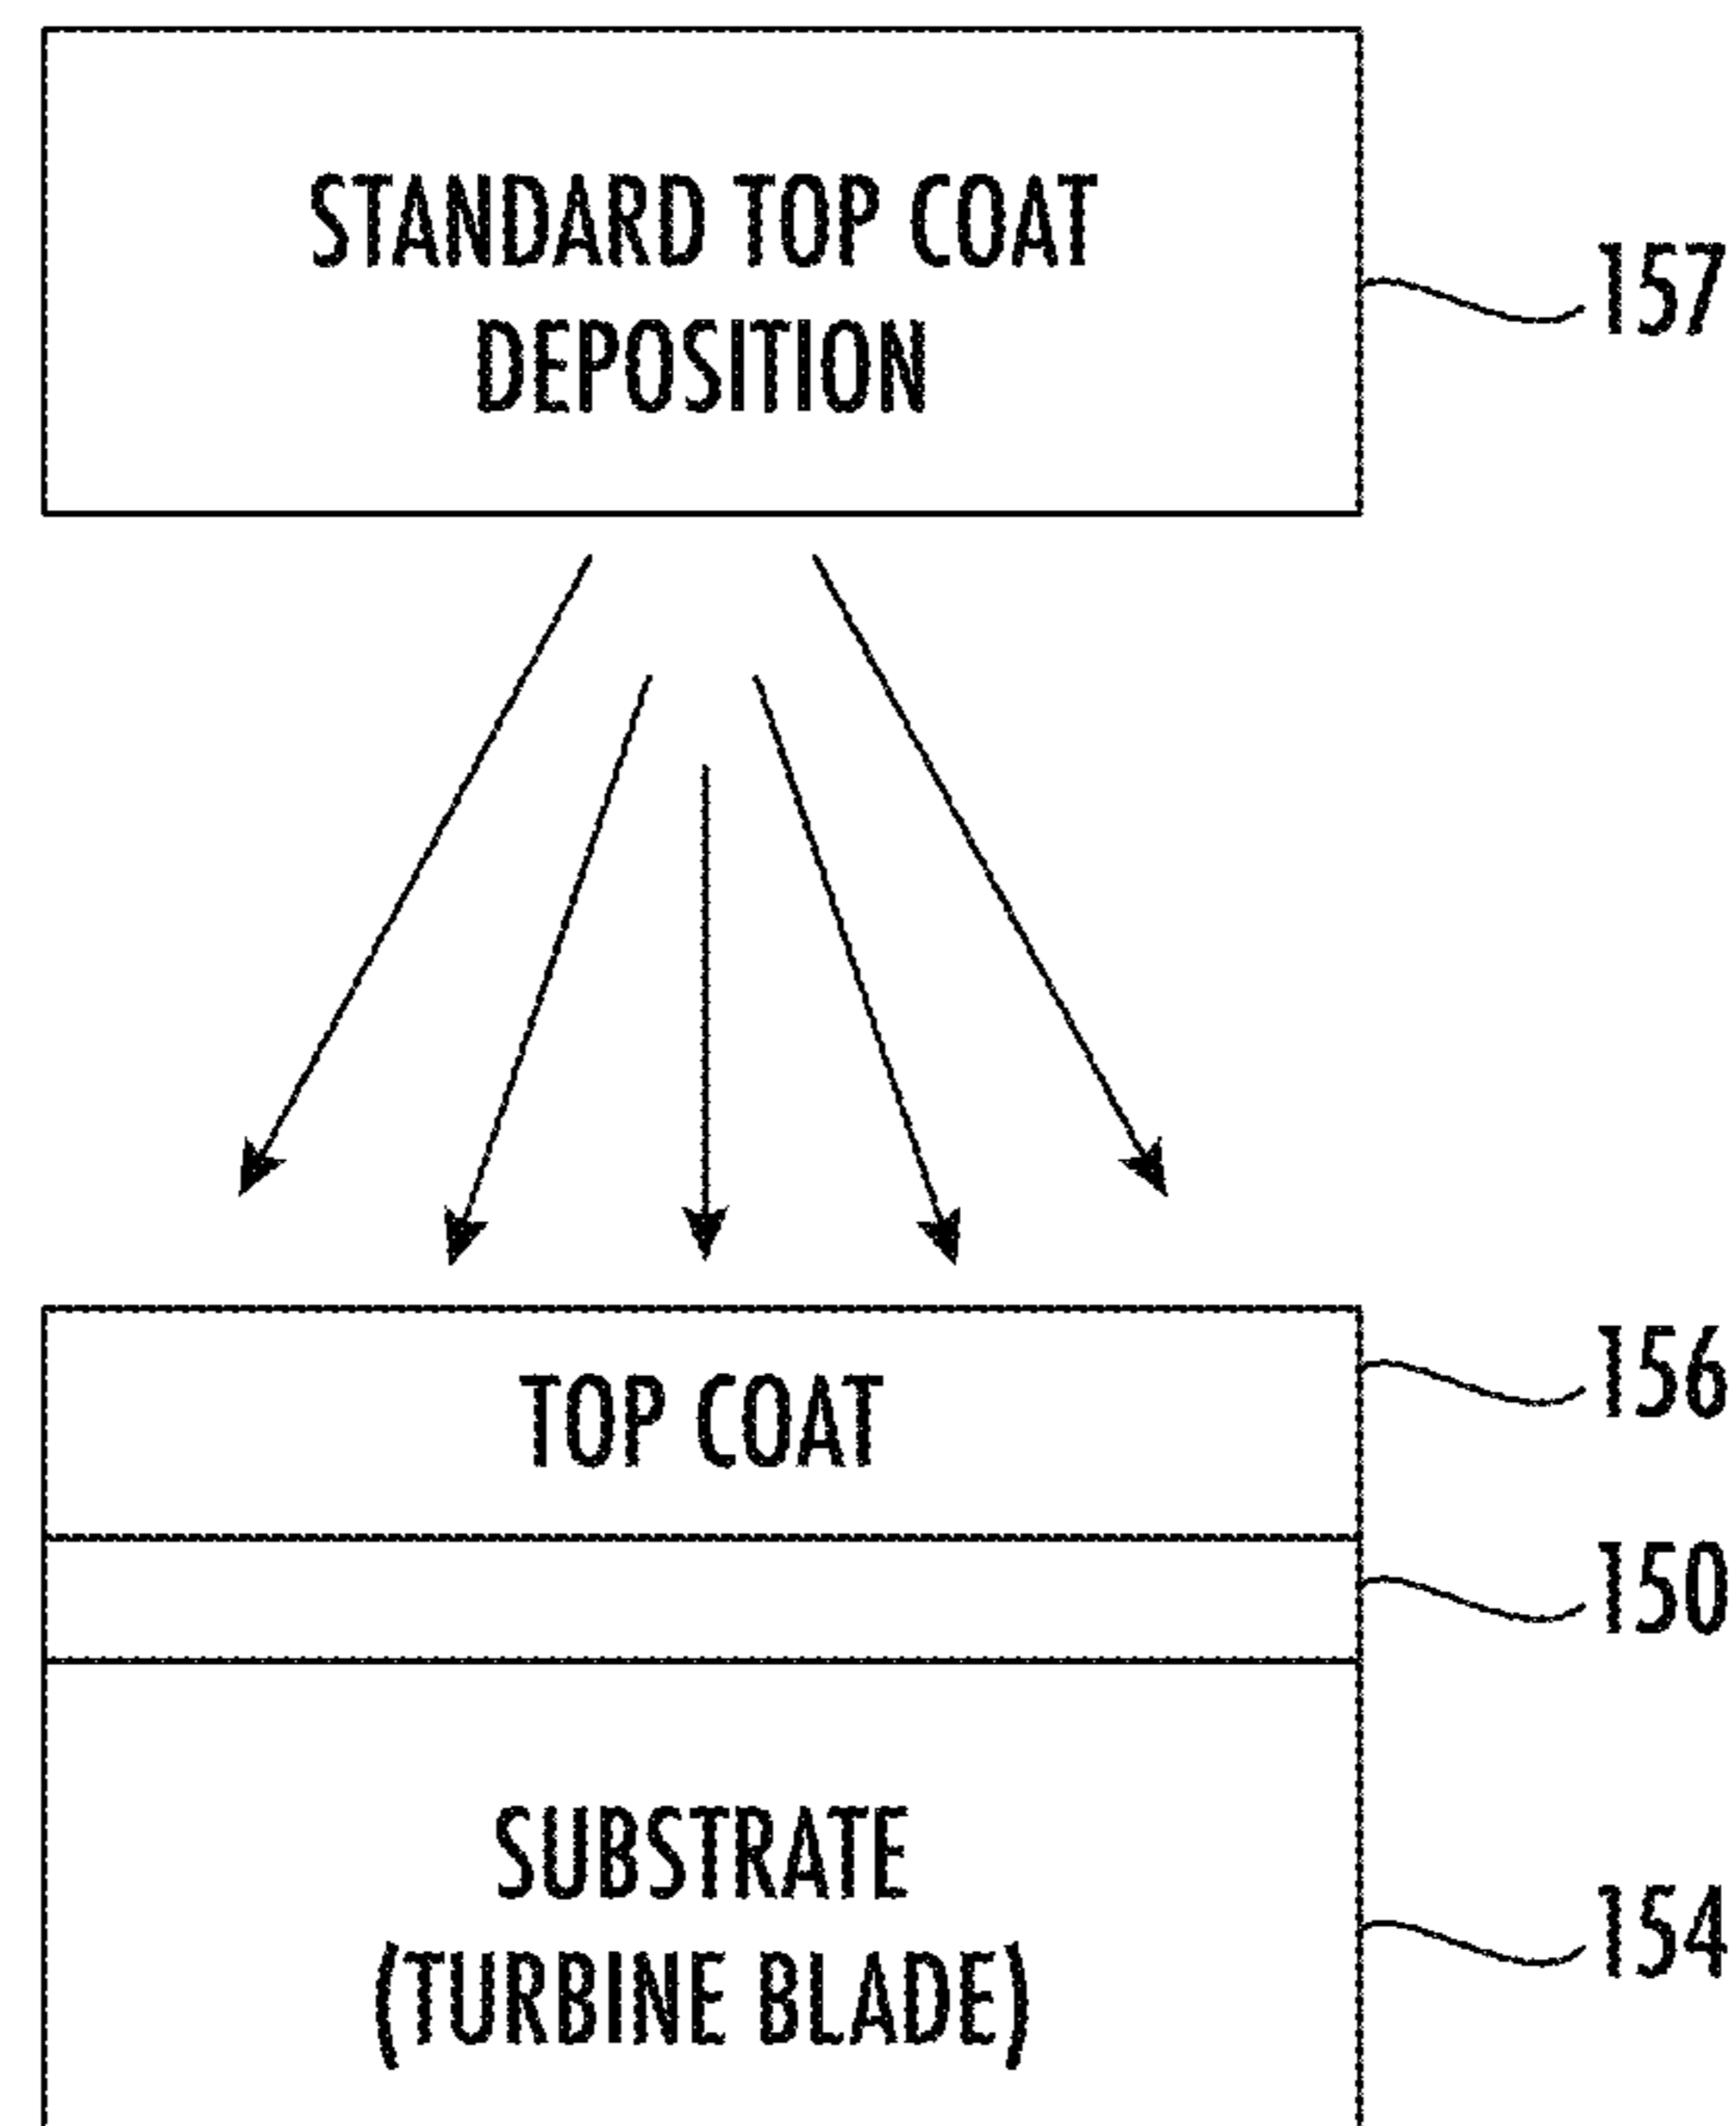 STANDARD TOP COAT
DEPOSITION
157
TOP COAT
156
150
SUBSTRATE
(TURBINE BLADE)
154